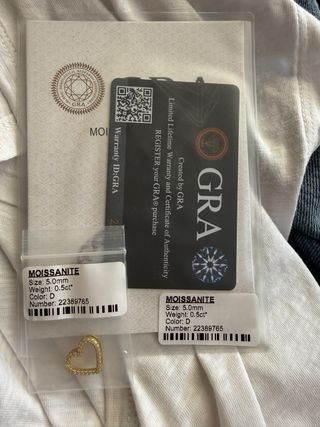 GRA
MOI
GRA
Created by GRA
Limited Lifetime Warranty and Certificate of Authenticity
REGISTER your GRA® purchase
Warranty ID:GRA
MOISSANITE
Size: 5.0mm
Weight: 0.5ct*
Color: D
Number: 22389765
MOISSANITE
Size: 5.0mm
Weight: 0.5ct*
Color: D
Number: 22389765